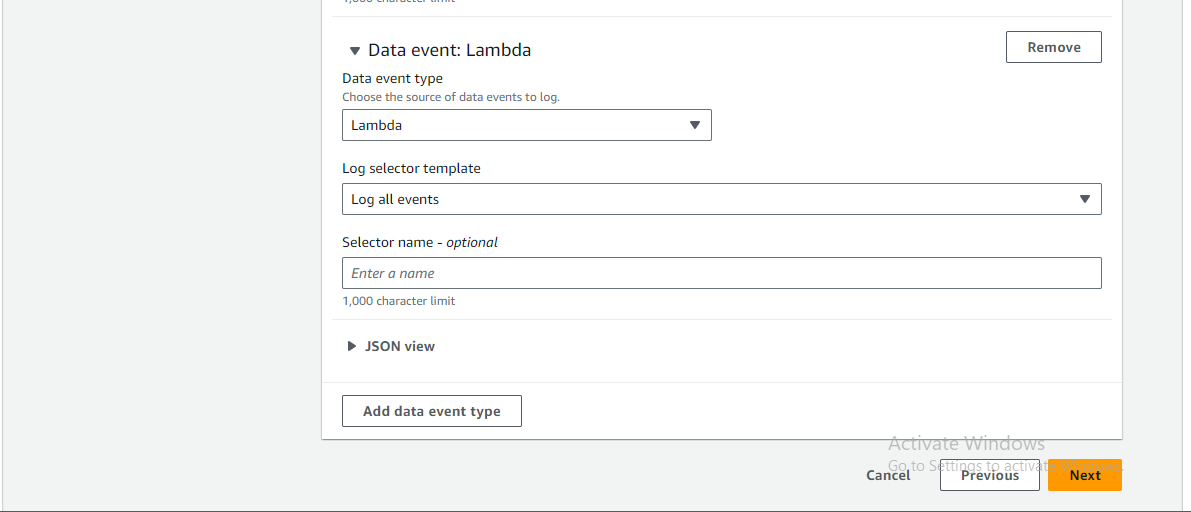 1,000 character limit
Data event: Lambda
Remove
Data event type
Choose the source of data events to log.
Lambda
Log selector template
Log all events
Selector name - optional
Enter a name
1,000 character limit
JSON view
Add data event type
Activate Windows
Go to Settings to activate Windows.
Cancel
Previous
Next